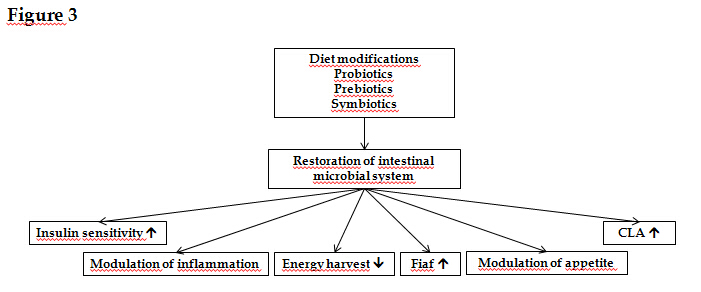 Figure 3
Diet modifications
Probiotics
Prebiotics
Symbiotics
Restoration of intestinal
microbial system
Insulin sensitivity ↑
CLA ↑
Modulation of inflammation
Energy harvest ↓
Fiaf ↑
Modulation of appetite